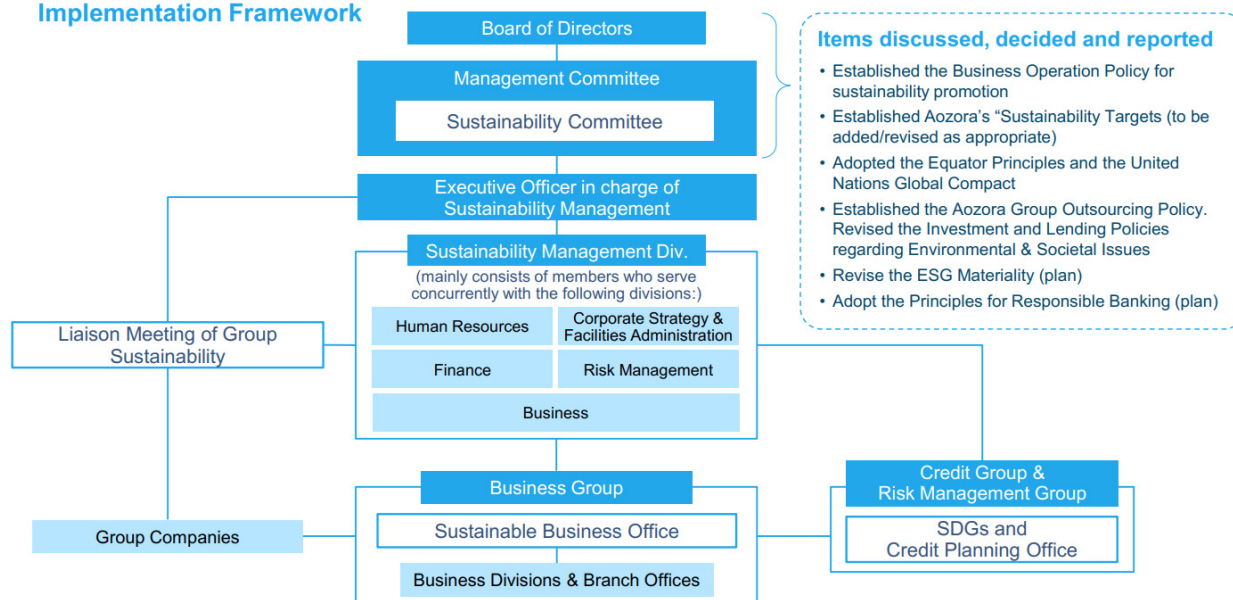 Implementation Framework
Board of Directors
Management Committee
Sustainability Committee
Executive Officer in charge of
Sustainability Management
Sustainability Management Div.
(mainly consists of members who serve
concurrently with the following divisions:)
Human Resources
Corporate Strategy &
Facilities Administration
Finance
Risk Management
Business
Liaison Meeting of Group
Sustainability
Group Companies
Business Group
Sustainable Business Office
Business Divisions & Branch Offices
Credit Group &
Risk Management Group
SDGs and
Credit Planning Office
Items discussed, decided and reported
• Established the Business Operation Policy for
sustainability promotion
• Established Aozora's “Sustainability Targets (to be
added/revised as appropriate)
• Adopted the Equator Principles and the United
Nations Global Compact
• Established the Aozora Group Outsourcing Policy.
Revised the Investment and Lending Policies
regarding Environmental & Societal Issues
• Revise the ESG Materiality (plan)
• Adopt the Principles for Responsible Banking (plan)